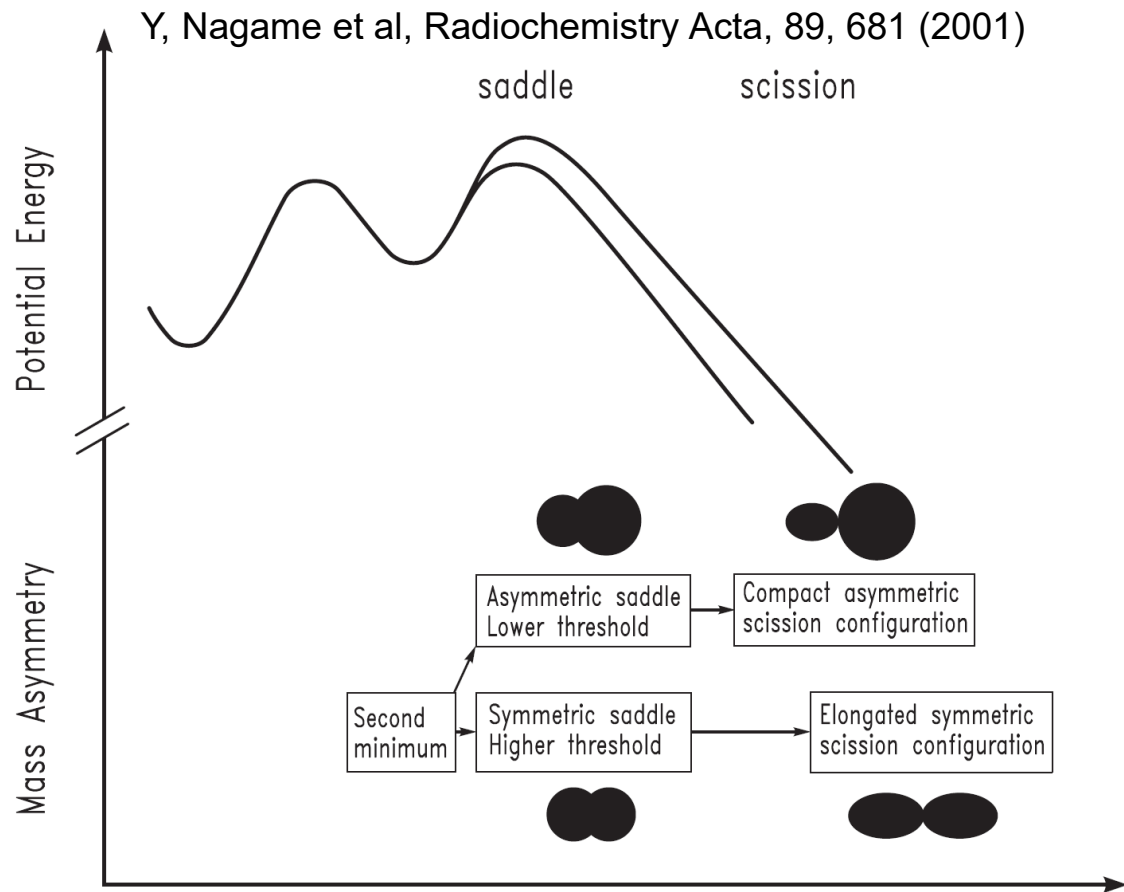 Y, Nagame et al, Radiochemistry Acta, 89, 681 (2001)
saddle
scission
Potential Energy
Mass Asymmetry
Asymmetric saddle
Lower threshold
Compact asymmetric
scission configuration
Second
minimum
Symmetric saddle
Higher threshold
Elongated symmetric
scission configuration